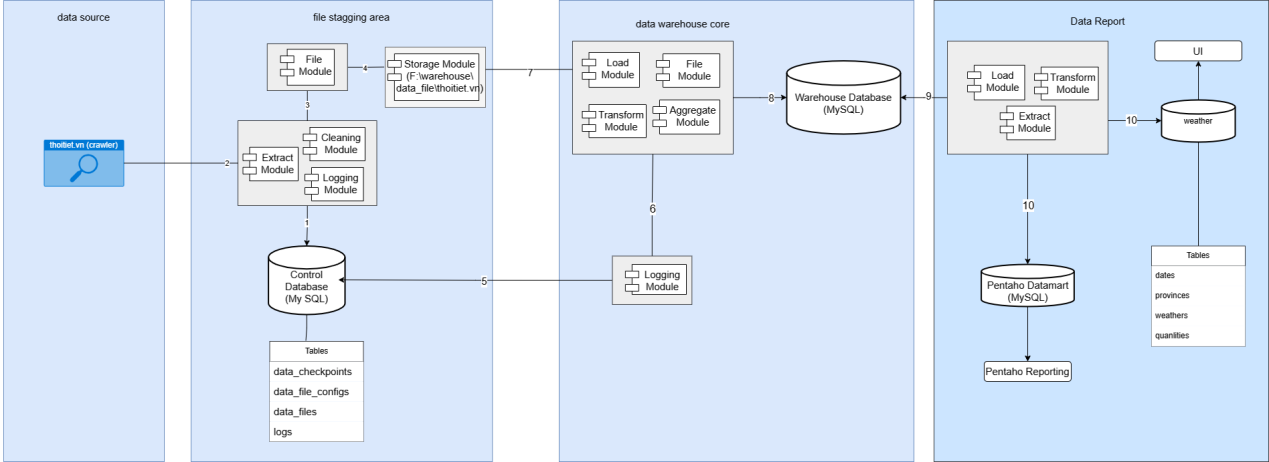 data source
thoitiet.vn (crawler)
2
file stagging area
File
Module
4
Storage Module
(F:\warehouse\
data_file\thoitiet.vn)
3
Extract
Module
Cleaning
Module
Logging
Module
1
Control
Database
(My SQL)
Tables
data_checkpoints
data_file_configs
data_files
logs
7
5
data warehouse core
Load
Module
File
Module
Transform
Module
Aggregate
Module
8
Warehouse Database
(MySQL)
6
Logging
Module
9
Data Report
Load
Module
Transform
Module
Extract
Module
10
UI
weather
10
Pentaho Datamart
(MySQL)
Pentaho Reporting
Tables
dates
provinces
weathers
quanlities